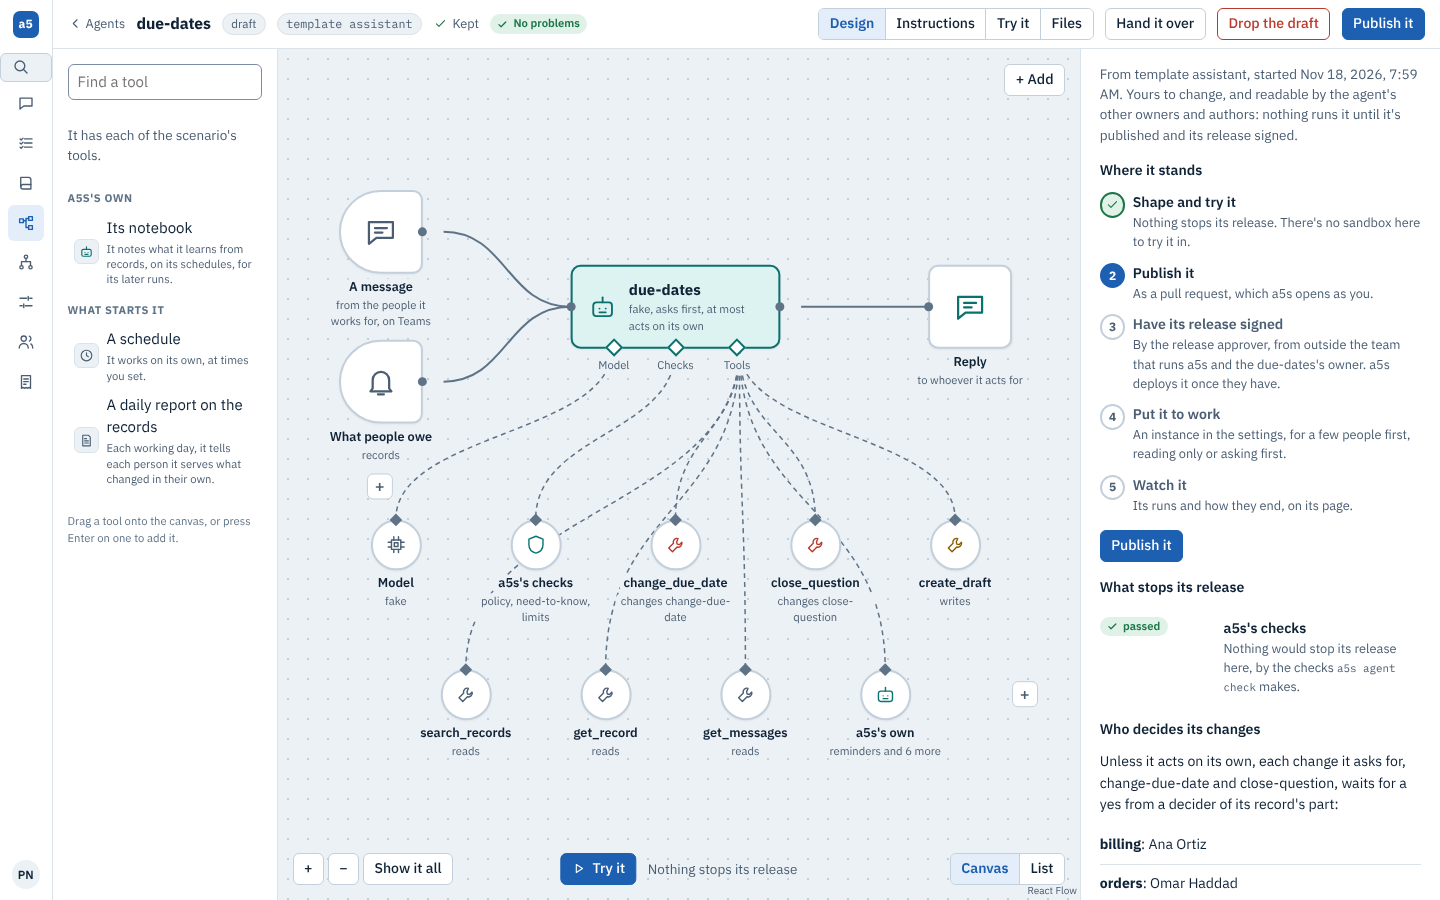 a5
Agents
due-dates
draft
template assistant
Kept
No problems
Design
Instructions
Try it
Files
Hand it over
Drop the draft
Publish it
Find a tool
It has each of the scenario's
tools.
A5S'S OWN
Its notebook
It notes what it learns from
records, on its schedules, for
its later runs.
WHAT STARTS IT
A schedule
It works on its own, at times
you set.
A daily report on the
records
Each working day, it tells
each person it serves what
changed in their own.
Drag a tool onto the canvas, or press
Enter on one to add it.
PN
+ Add
A message
from the people it
works for, on Teams
What people owe
records
+
due-dates
fake, asks first, at most
acts on its own
Model
Checks
Tools
Reply
to whoever it acts for
Model
fake
a5s's checks
policy, need-to-know,
limits
change_due_date
changes change-due-
date
close_question
changes close-
question
create_draft
writes
search_records
reads
get_record
reads
get_messages
reads
a5s's own
reminders and 6 more
+
+
−
Show it all
Try it
Nothing stops its release
Canvas
List
React Flow
From template assistant, started Nov 18, 2026, 7:59
AM. Yours to change, and readable by the agent's
other owners and authors: nothing runs it until it's
published and its release signed.
Where it stands
Shape and try it
Nothing stops its release. There's no sandbox here
to try it in.
2
Publish it
As a pull request, which a5s opens as you.
3
Have its release signed
By the release approver, from outside the team
that runs a5s and the due-dates's owner. a5s
deploys it once they have.
4
Put it to work
An instance in the settings, for a few people first,
reading only or asking first.
5
Watch it
Its runs and how they end, on its page.
Publish it
What stops its release
passed
a5s's checks
Nothing would stop its release
here, by the checks a5s agent
check makes.
Who decides its changes
Unless it acts on its own, each change it asks for,
change-due-date and close-question, waits for a
yes from a decider of its record's part:
billing: Ana Ortiz
orders: Omar Haddad